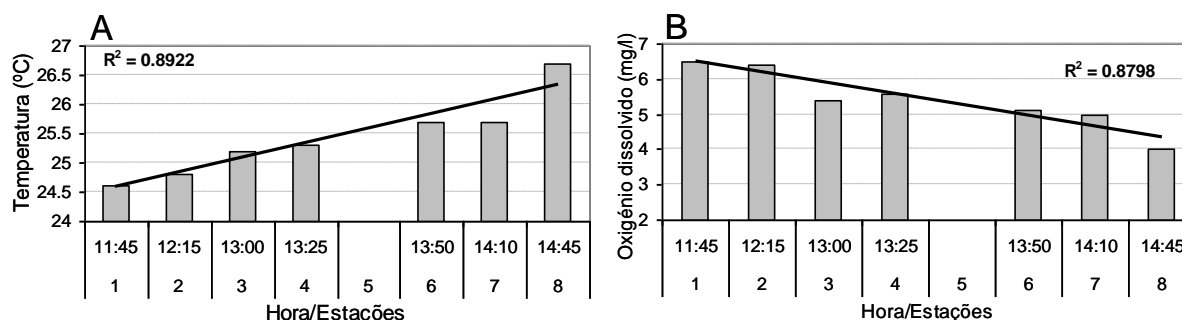 A
Temperatura (ºC)
27
26.5
26
25.5
25
24.5
24
R² = 0.8922
11:45 12:15 13:00 13:25 13:50 14:10 14:45
1 2 3 4 5 6 7 8
Hora/Estações
B
Oxigénio dissolvido (mg/l)
7
6
5
4
3
2
R² = 0.8798
11:45 12:15 13:00 13:25 13:50 14:10 14:45
1 2 3 4 5 6 7 8
Hora/Estações